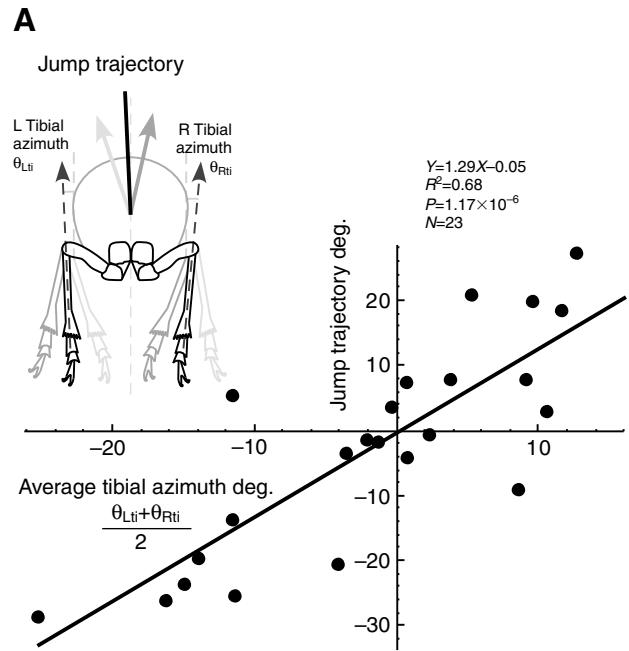 A
Jump trajectory
L Tibial
azimuth
θLti
R Tibial
azimuth
θRti
Y=1.29X–0.05
R²=0.68
P=1.17×10⁻⁶
N=23
Jump trajectory deg.
20
10
–20
–10
10
Average tibial azimuth deg.
θLti+θRti
2
–10
–20
–30